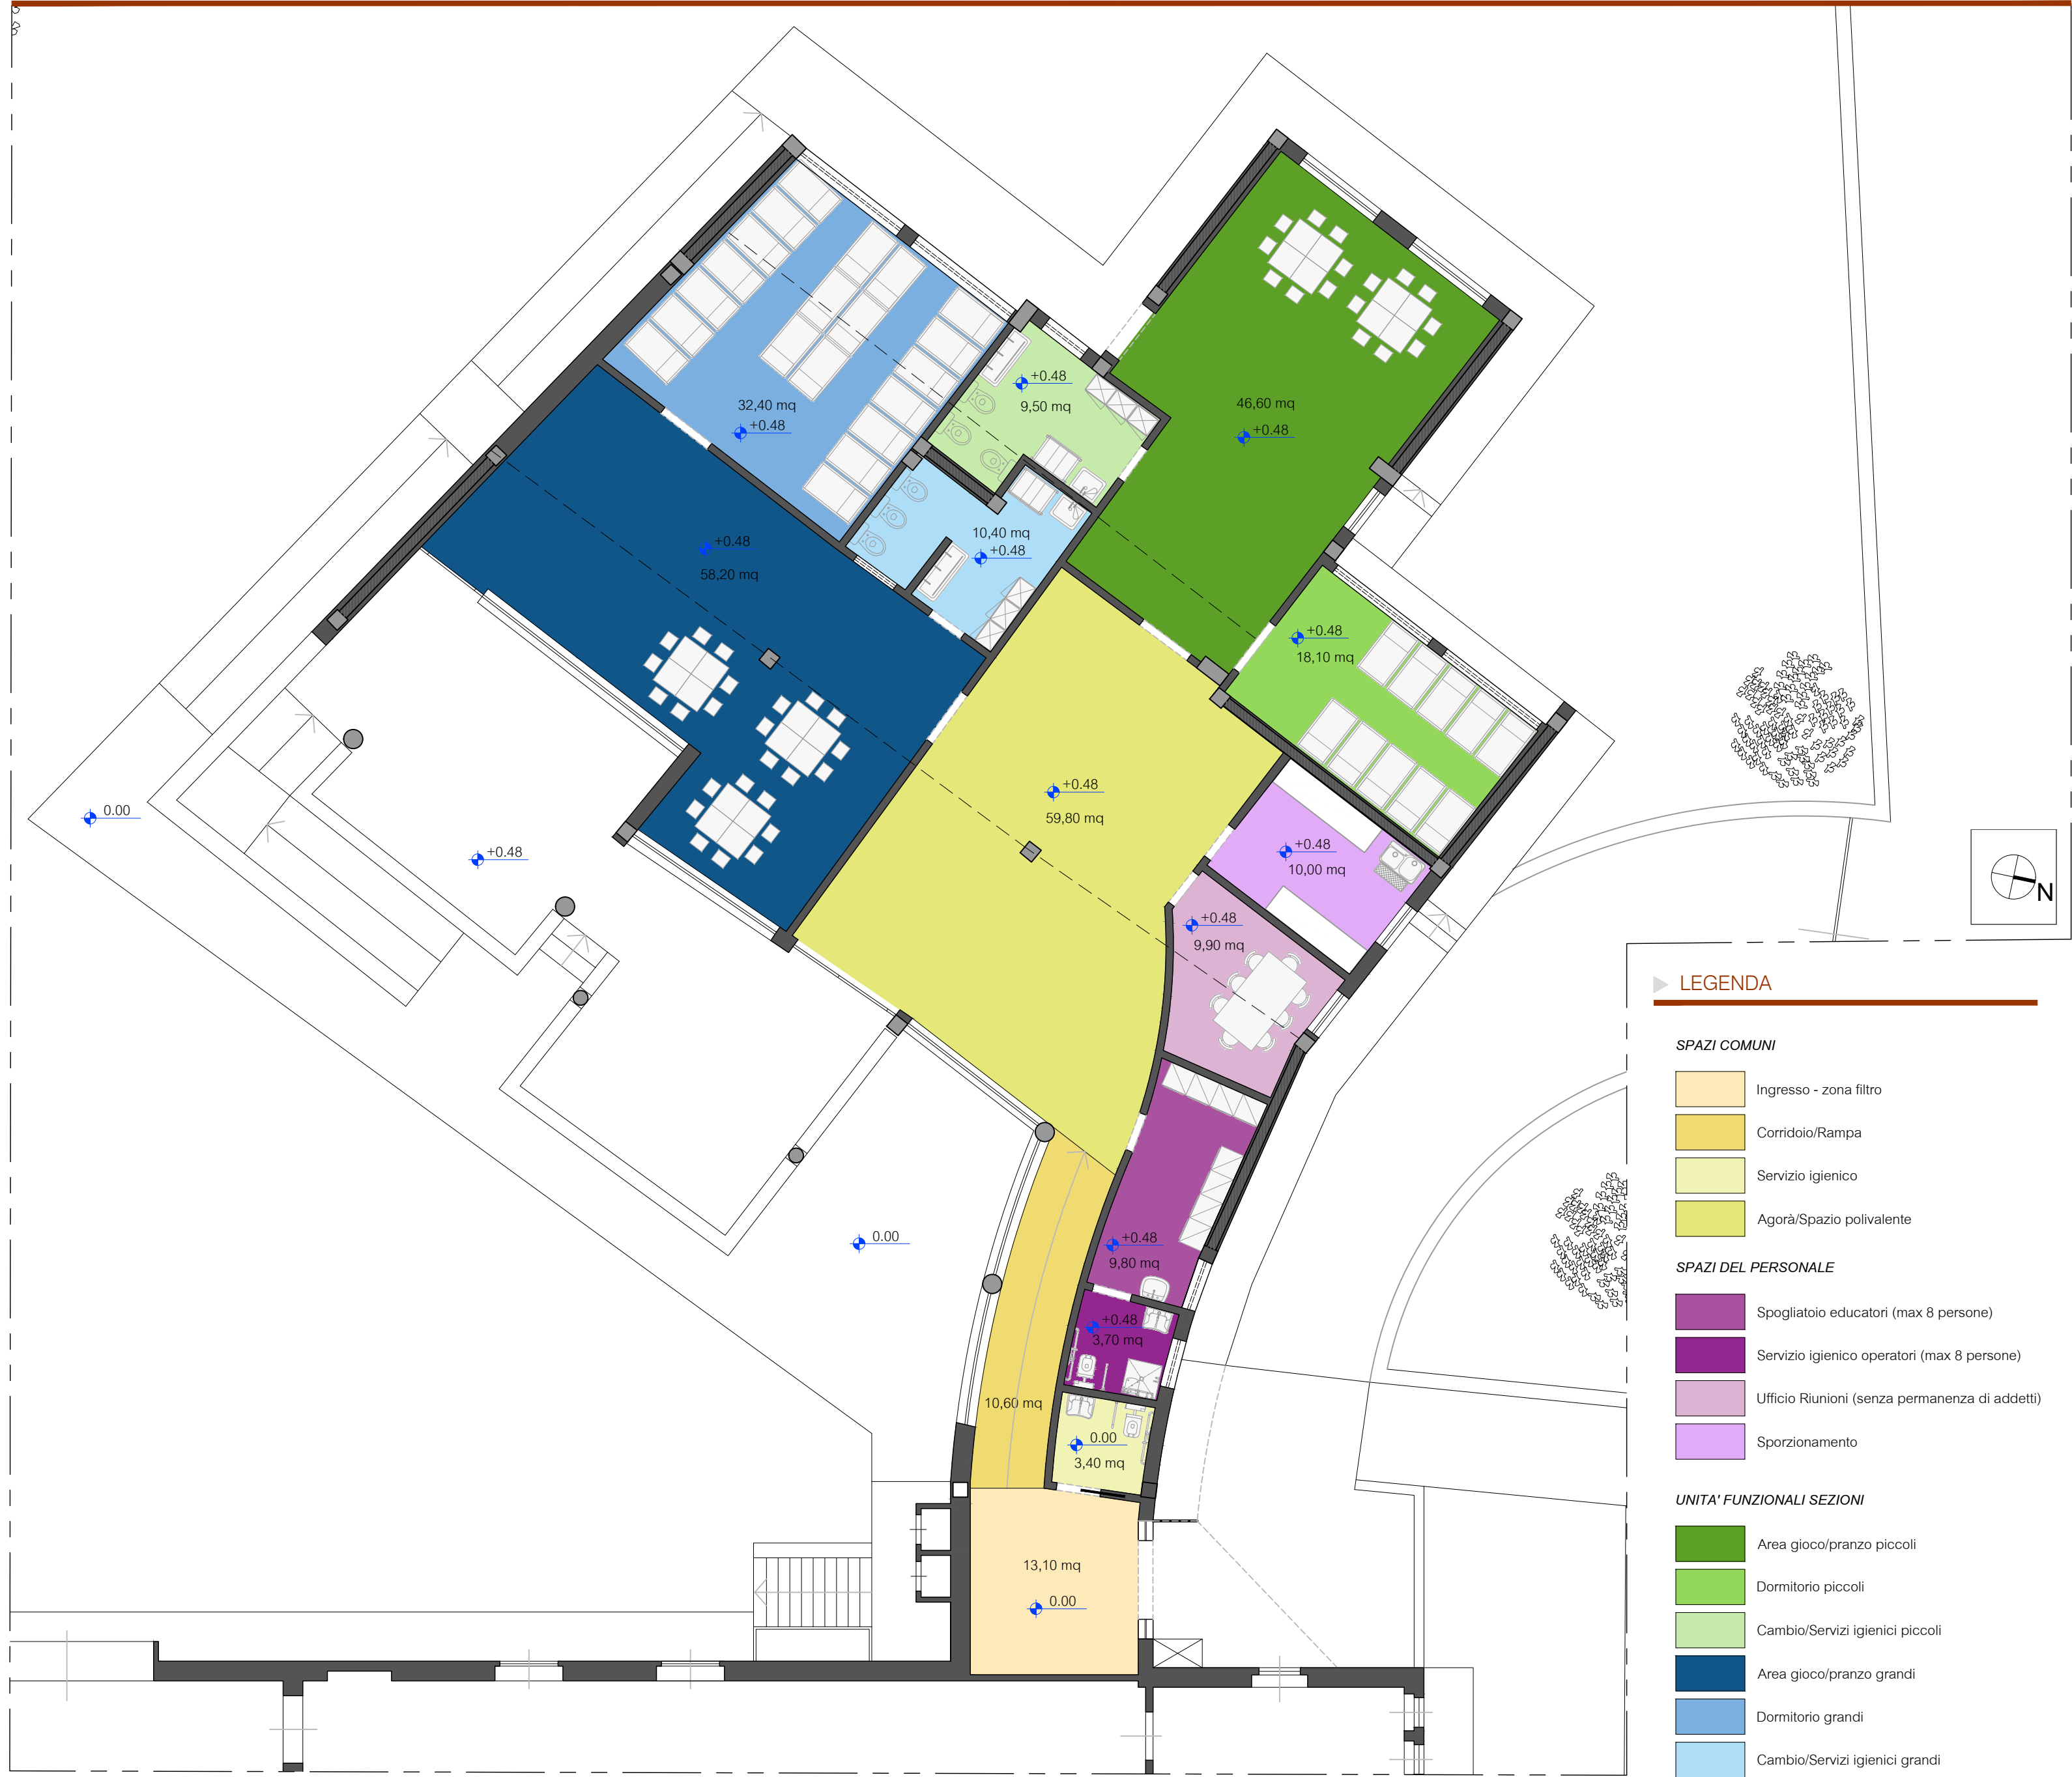 +0.48
9,50 mq
32,40 mq
+0.48
46,60 mq
+0.48
10,40 mq
+0.48
+0.48
58,20 mq
+0.48
18,10 mq
+0.48
59,80 mq
0.00
+0.48
+0.48
10,00 mq
+0.48
9,90 mq
N
LEGENDA
SPAZI COMUNI
Ingresso - zona filtro
Corridoio/Rampa
Servizio igienico
Agorà/Spazio polivalente
SPAZI DEL PERSONALE
Spogliatoio educatori (max 8 persone)
Servizio igienico operatori (max 8 persone)
Ufficio Riunioni (senza permanenza di addetti)
Sporzionamento
UNITA' FUNZIONALI SEZIONI
Area gioco/pranzo piccoli
Dormitorio piccoli
Cambio/Servizi igienici piccoli
Area gioco/pranzo grandi
Dormitorio grandi
Cambio/Servizi igienici grandi
0.00
+0.48
9,80 mq
+0.48
3,70 mq
10,60 mq
0.00
3,40 mq
13,10 mq
0.00